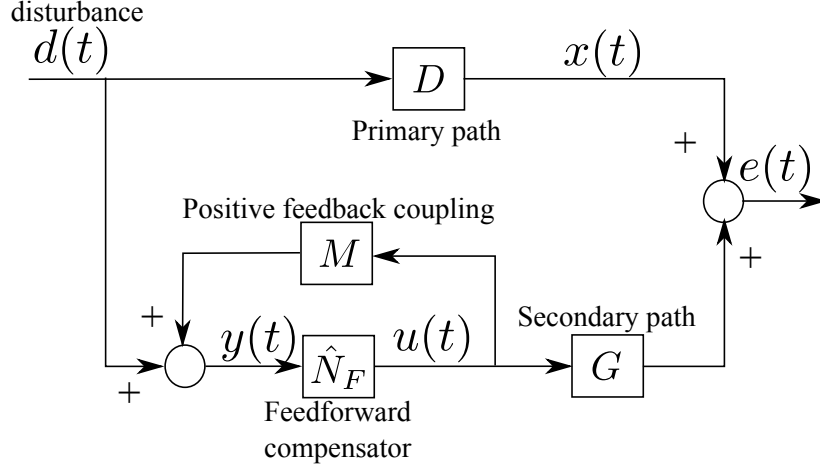 disturbance
d(t)
D
x(t)
Primary path
+
e(t)
Positive feedback coupling
M
+
+
Secondary path
y(t)
N̂_F
u(t)
G
+
Feedforward
compensator